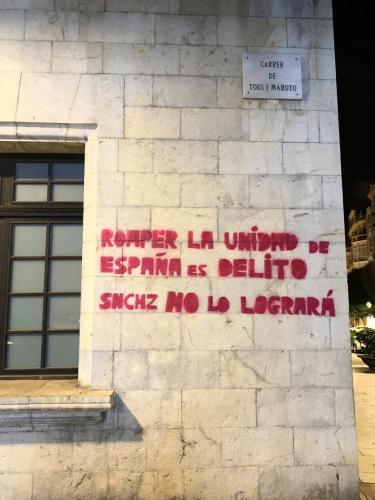 CARRER
DE
TOUS I MAROTO
ROMPER LA UNIDAD DE
ESPAÑA ES DELITO
SNCHZ NO LO LOGRARÁ